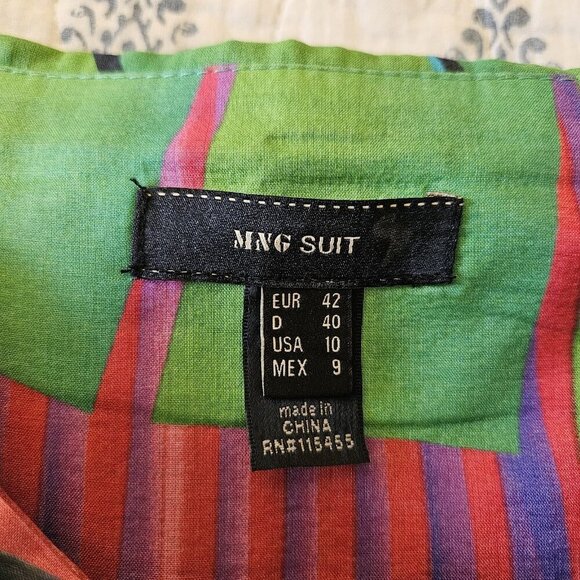 MNG SUIT
EUR 42
D 40
USA 10
MEX 9
made in
CHINA
RN#115455